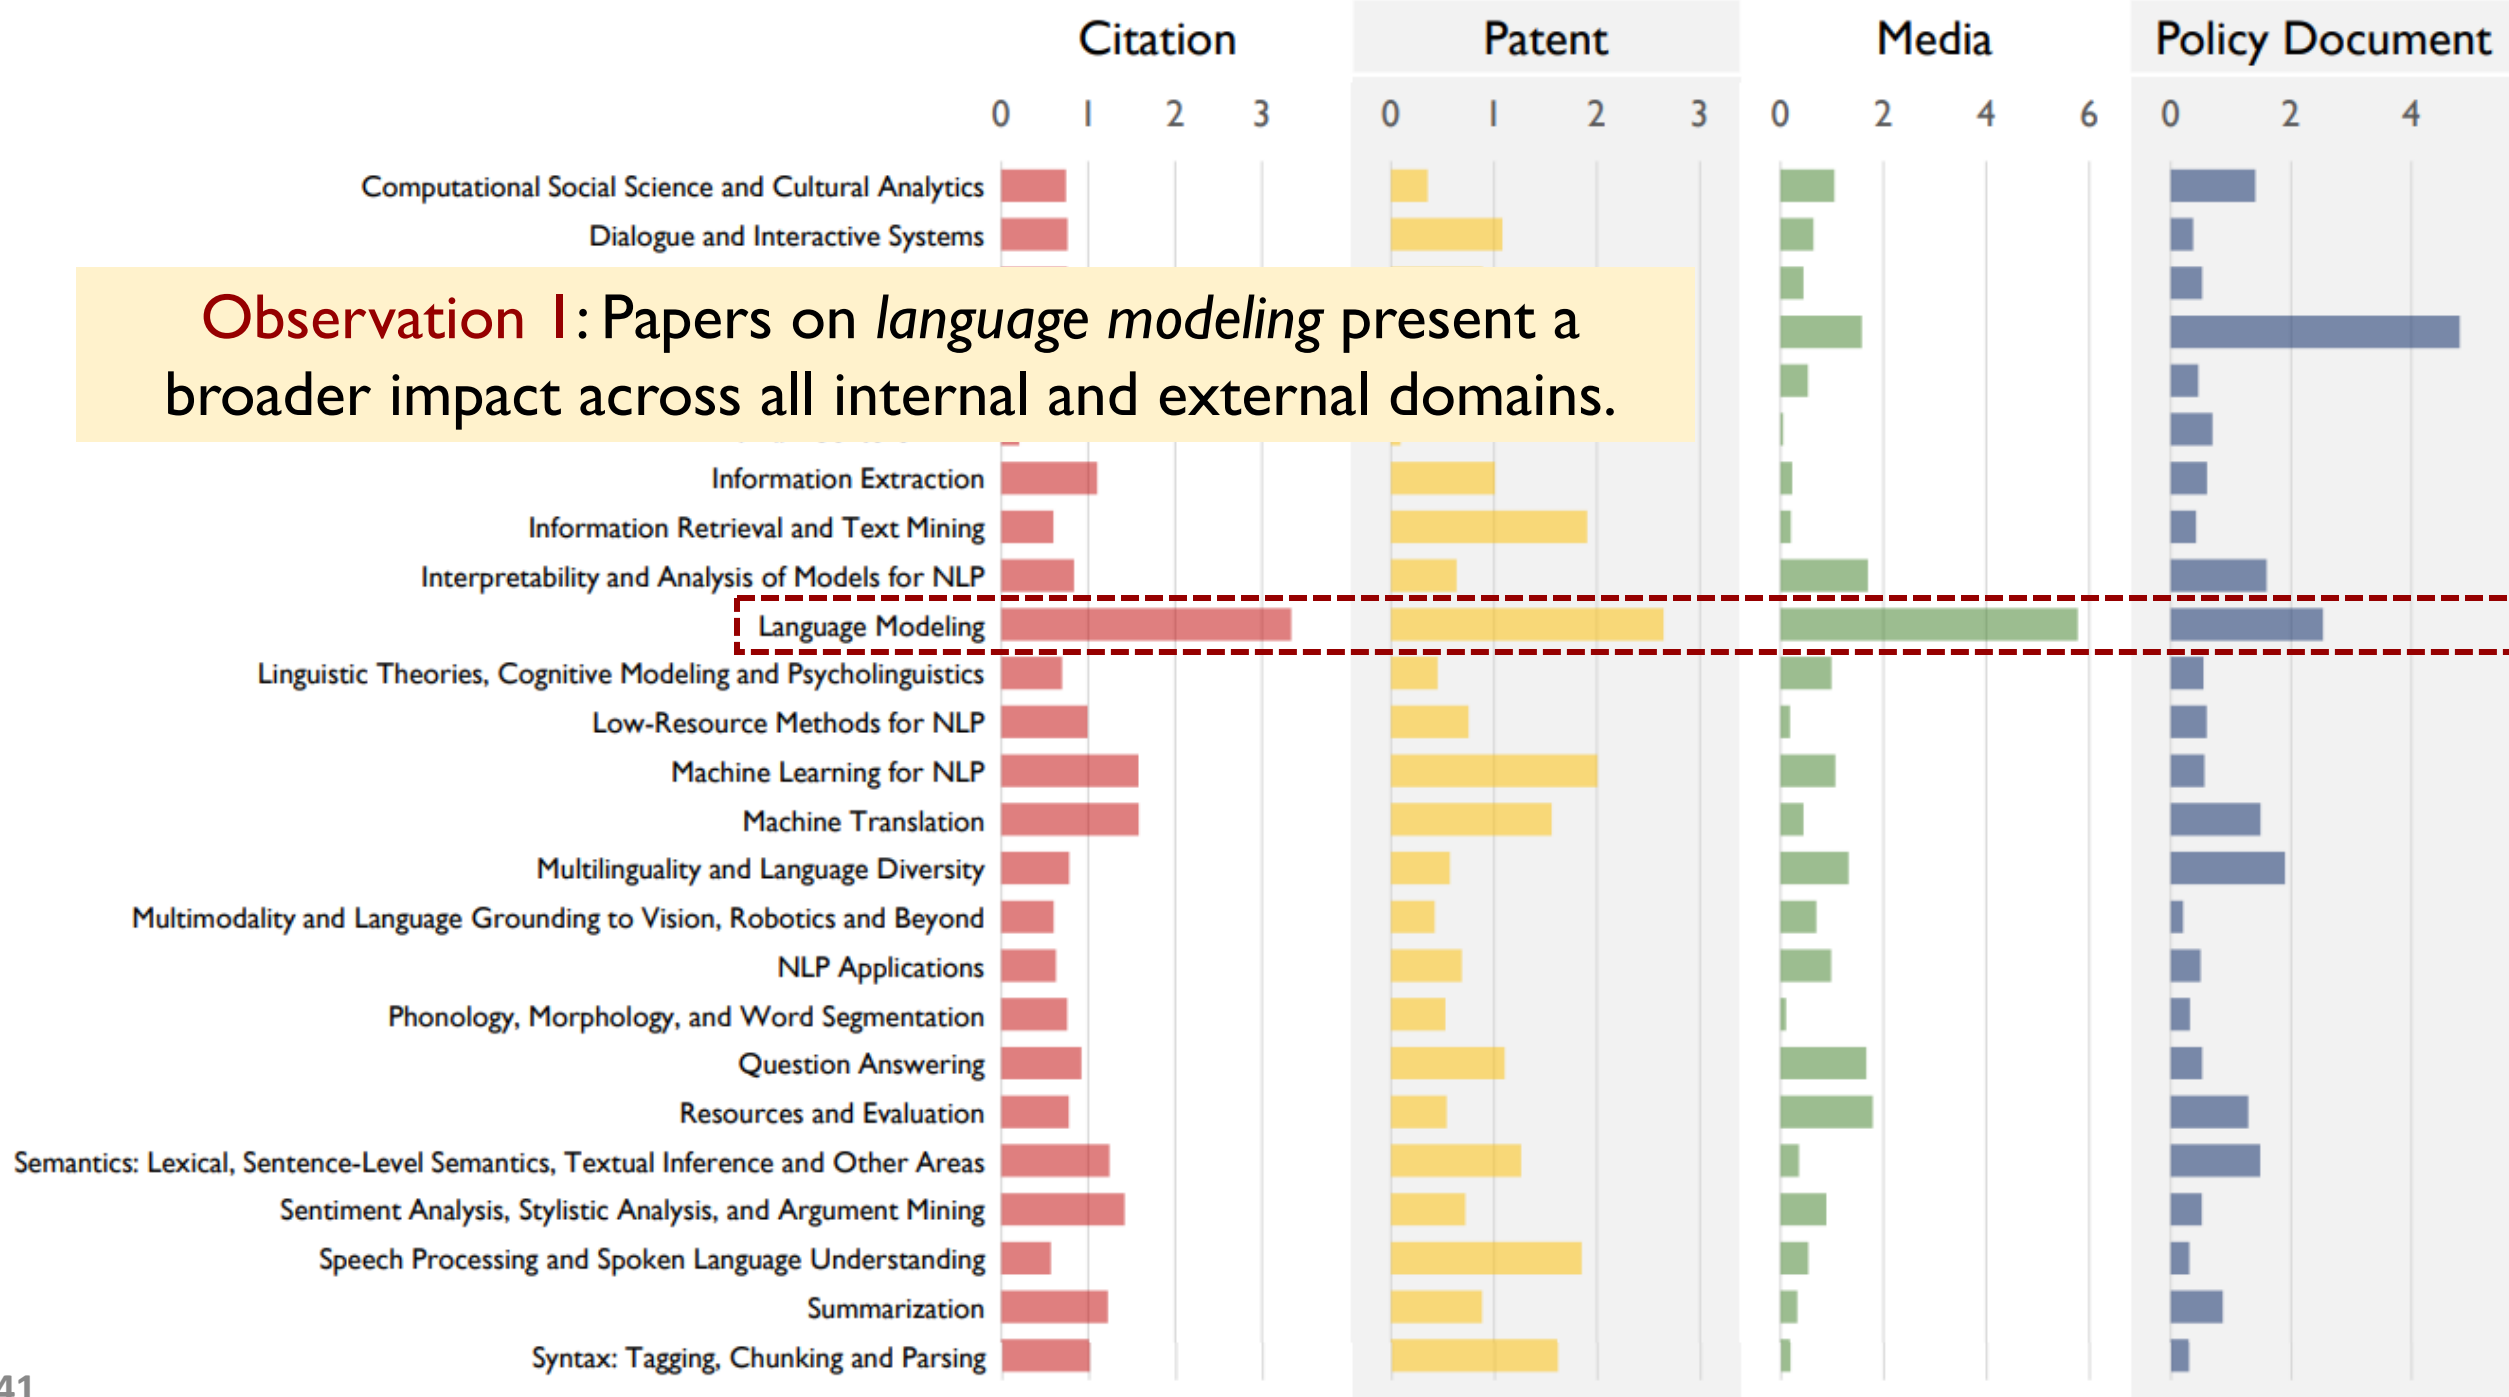 Citation Patent Media Policy Document
0 1 2 3 0 1 2 3 0 2 4 6 0 2 4
Computational Social Science and Cultural Analytics
Dialogue and Interactive Systems
Observation 1: Papers on language modeling present a
broader impact across all internal and external domains.
Information Extraction
Information Retrieval and Text Mining
Interpretability and Analysis of Models for NLP
Language Modeling
Linguistic Theories, Cognitive Modeling and Psycholinguistics
Low-Resource Methods for NLP
Machine Learning for NLP
Machine Translation
Multilinguality and Language Diversity
Multimodality and Language Grounding to Vision, Robotics and Beyond
NLP Applications
Phonology, Morphology, and Word Segmentation
Question Answering
Resources and Evaluation
Semantics: Lexical, Sentence-Level Semantics, Textual Inference and Other Areas
Sentiment Analysis, Stylistic Analysis, and Argument Mining
Speech Processing and Spoken Language Understanding
Summarization
Syntax: Tagging, Chunking and Parsing
41